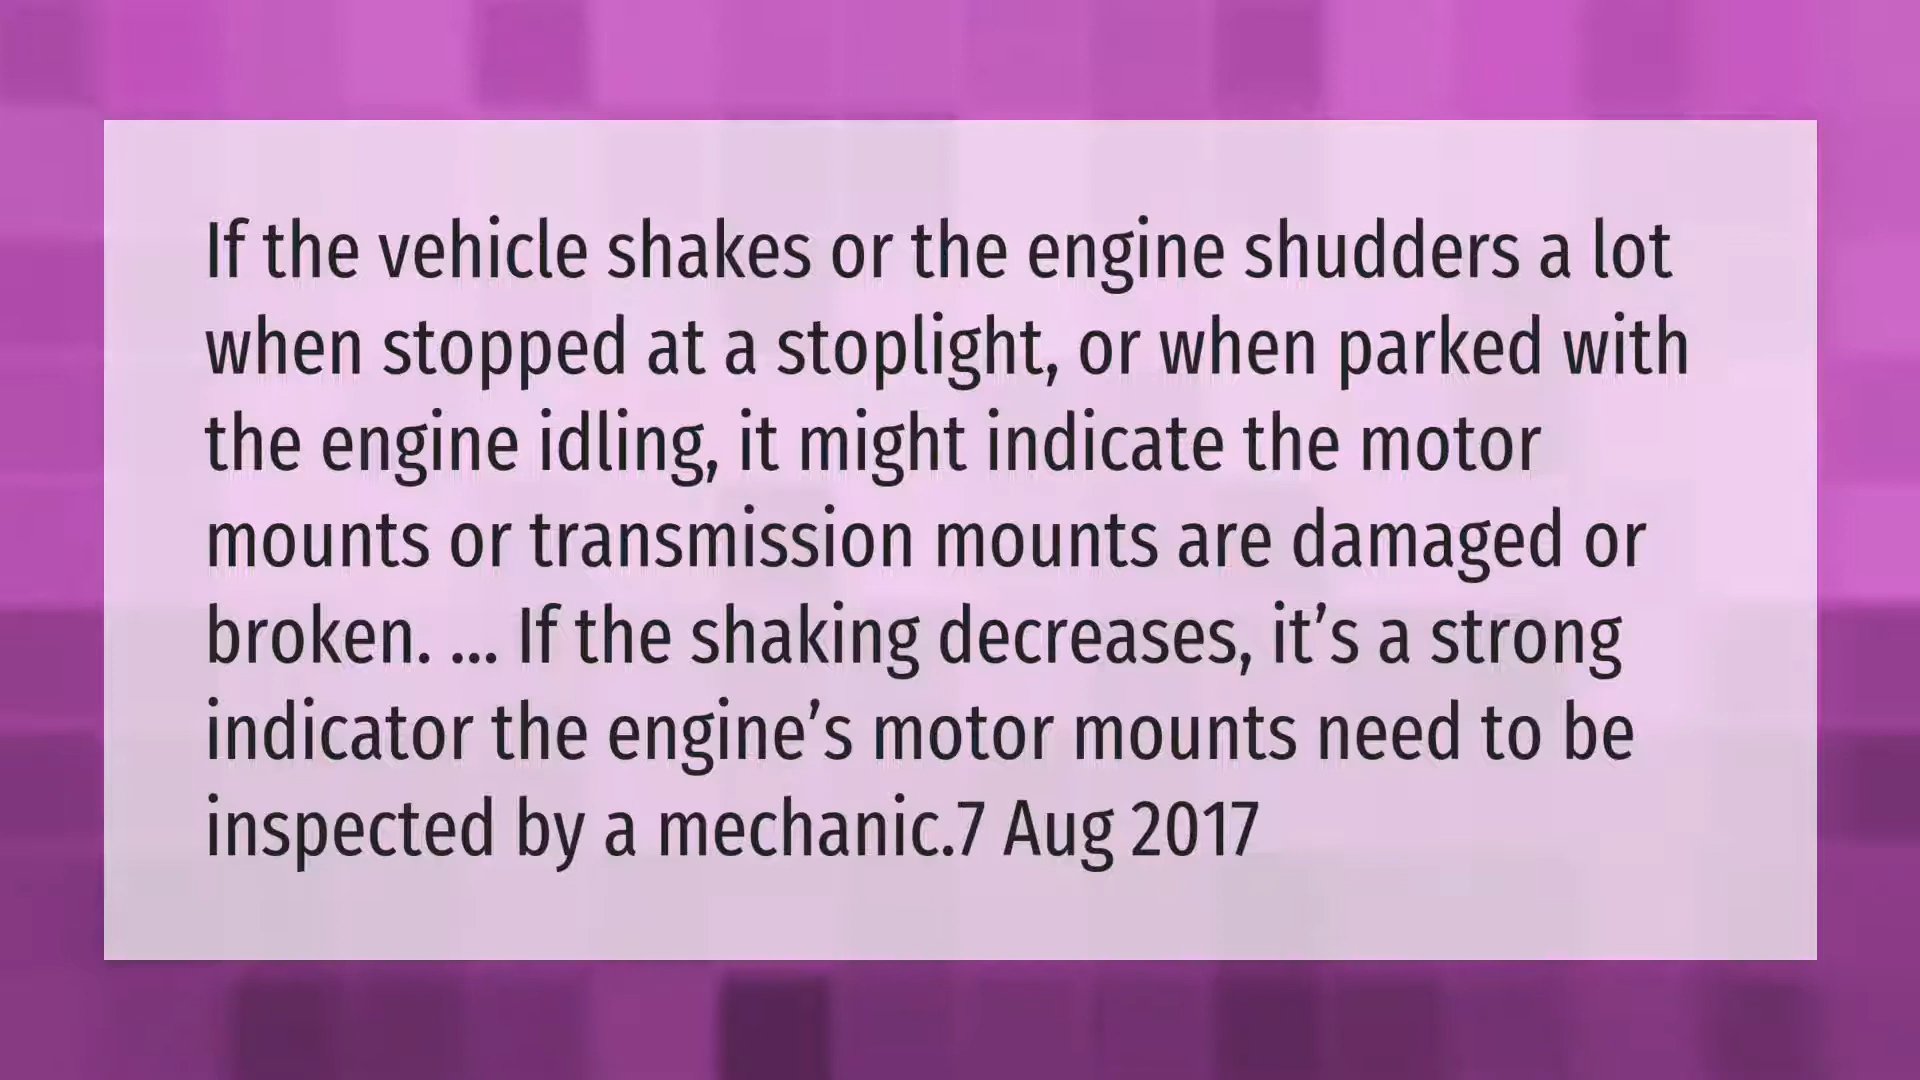 If the vehicle shakes or the engine shudders a lot
when stopped at a stoplight, or when parked with
the engine idling, it might indicate the motor
mounts or transmission mounts are damaged or
broken. ... If the shaking decreases, it’s a strong
indicator the engine’s motor mounts need to be
inspected by a mechanic.7 Aug 2017